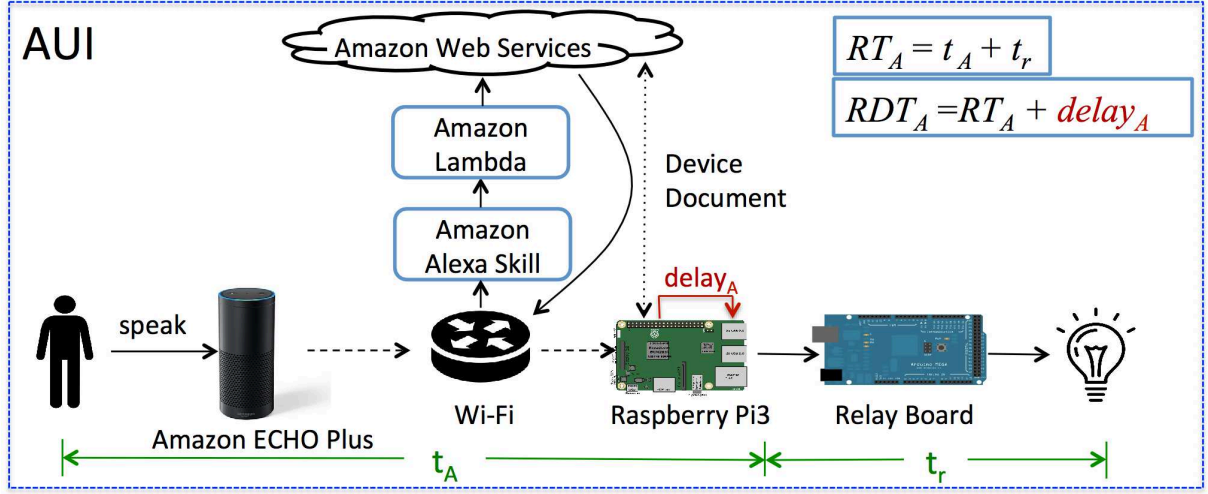 AUI
Amazon Web Services
RT_A = t_A + t_r
RDT_A =RT_A + delay_A
Amazon
Lambda
Device
Document
Amazon
Alexa Skill
delay_A
speak
Amazon ECHO Plus
Wi-Fi
Raspberry Pi3
Relay Board
t_A
t_r